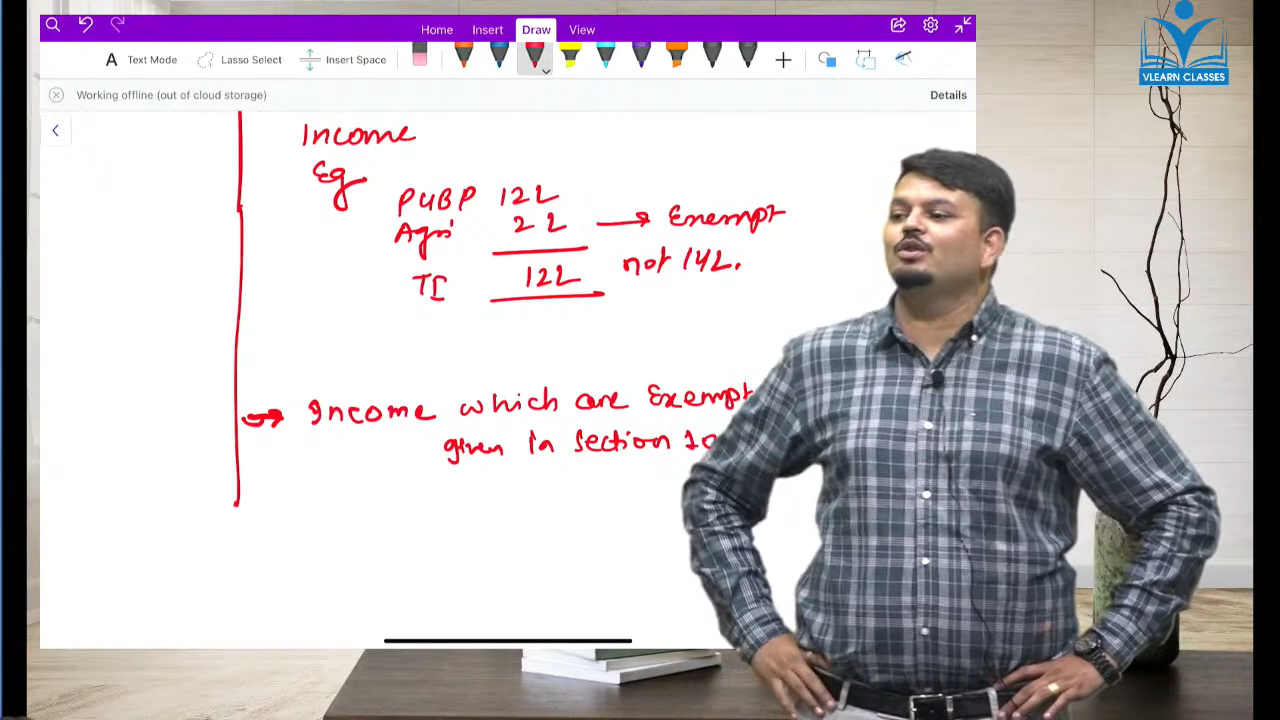 Home Insert Draw View
VLEARN CLASSES
A Text Mode Lasso Select Insert Space
Working offline (out of cloud storage) Details
Income
Eg
PGBP 12L
Agri 2L → Exempt
TI 12L not 14L.
→ Income which are Exempt
given in section 10